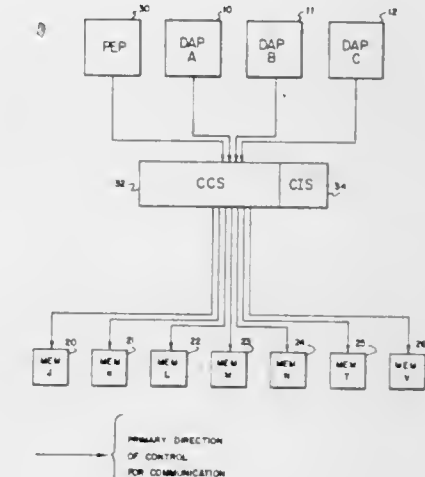 30 10 11 12
PEP DAP A DAP B DAP C
32 CCS CIS 34
20 21 22 23 24 25 26
MEM J MEM K MEM L MEM M MEM N MEM T MEM V
PRIMARY DIRECTION
OF CONTROL
FOR COMMUNICATION